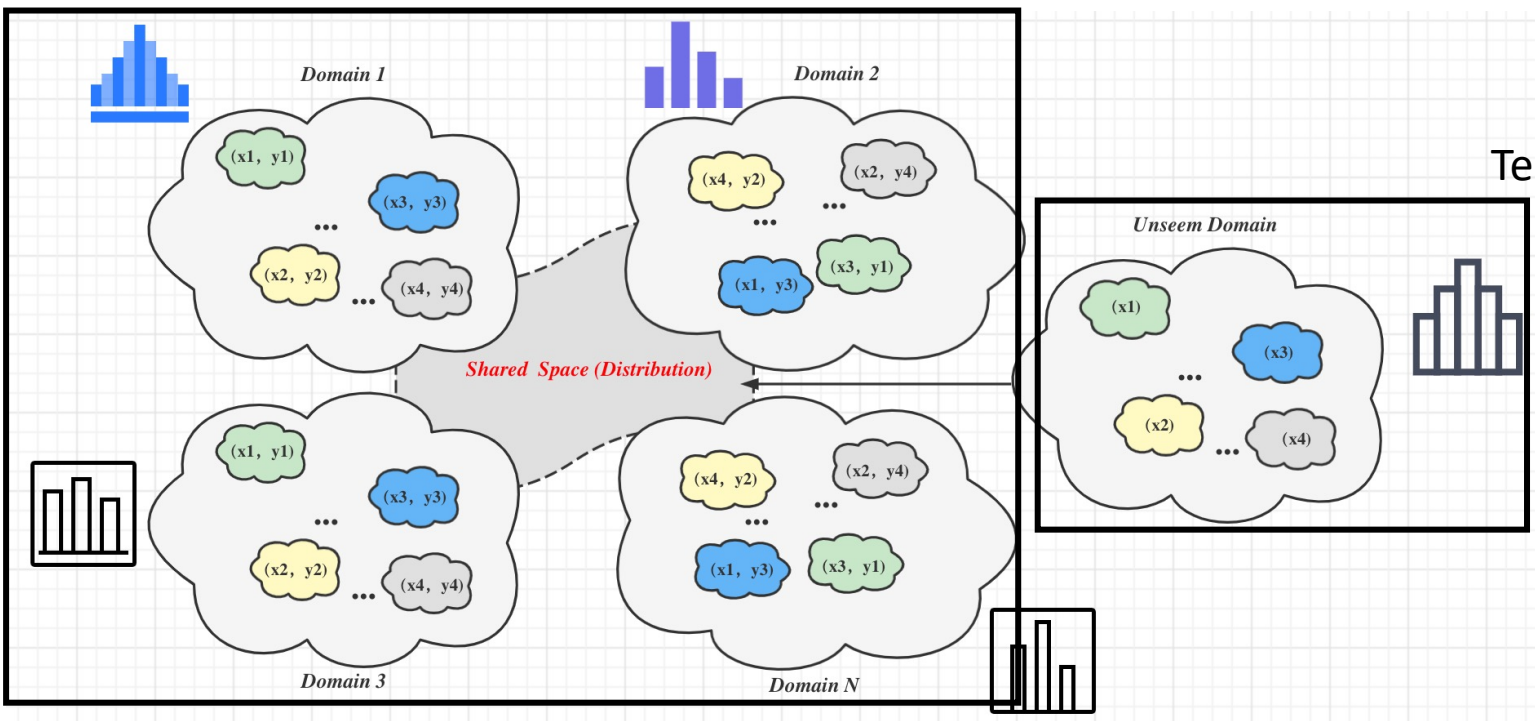 Domain 1
Domain 2
(x1, y1)
(x3, y3)
...
(x2, y2)
...
(x4, y4)
(x4, y2)
(x2, y4)
...
...
(x1, y3)
(x3, y1)
Te
Unseem Domain
(x1)
(x3)
...
(x2)
...
(x4)
Shared Space (Distribution)
(x1, y1)
(x3, y3)
...
(x2, y2)
...
(x4, y4)
Domain 3
(x4, y2)
(x2, y4)
...
...
(x1, y3)
(x3, y1)
Domain N